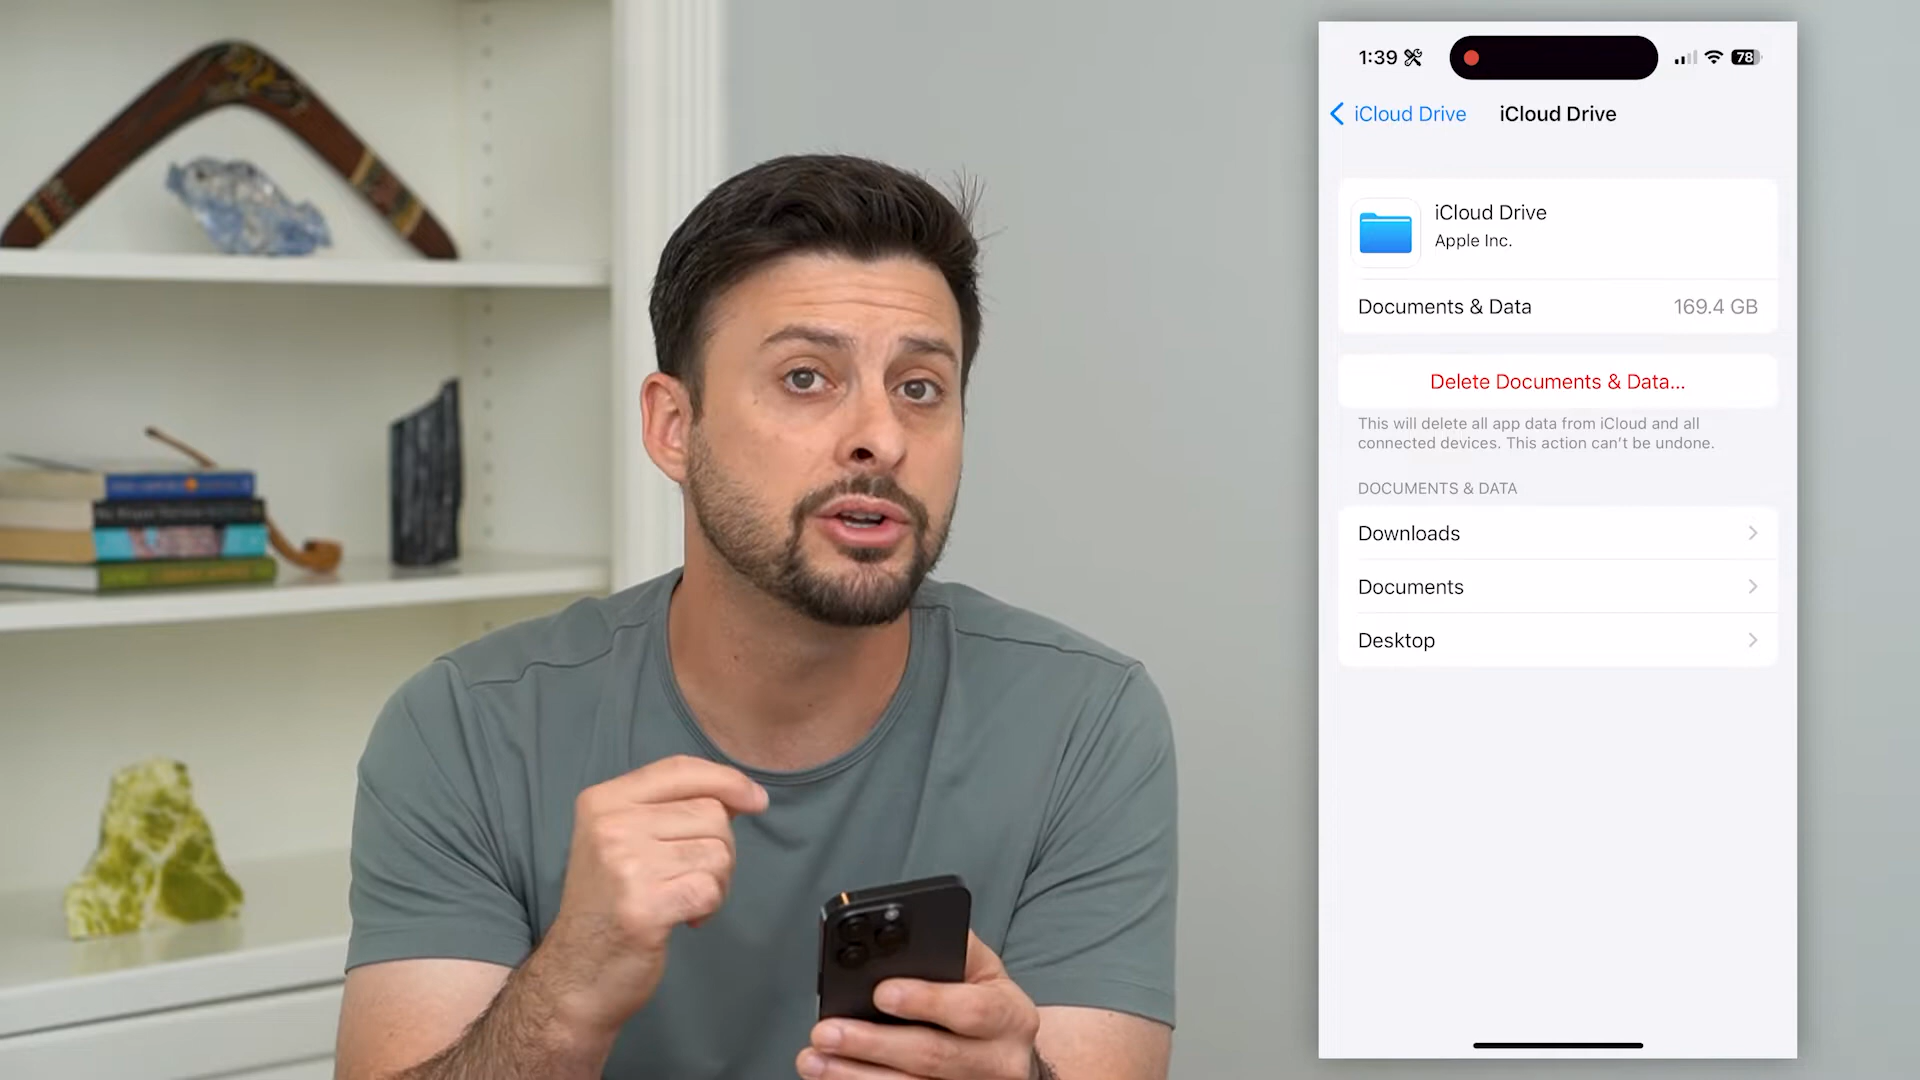 1:39
78
iCloud Drive
iCloud Drive
iCloud Drive
Apple Inc.
Documents & Data
169.4 GB
Delete Documents & Data...
This will delete all app data from iCloud and all
connected devices. This action can't be undone.
DOCUMENTS & DATA
Downloads
Documents
Desktop